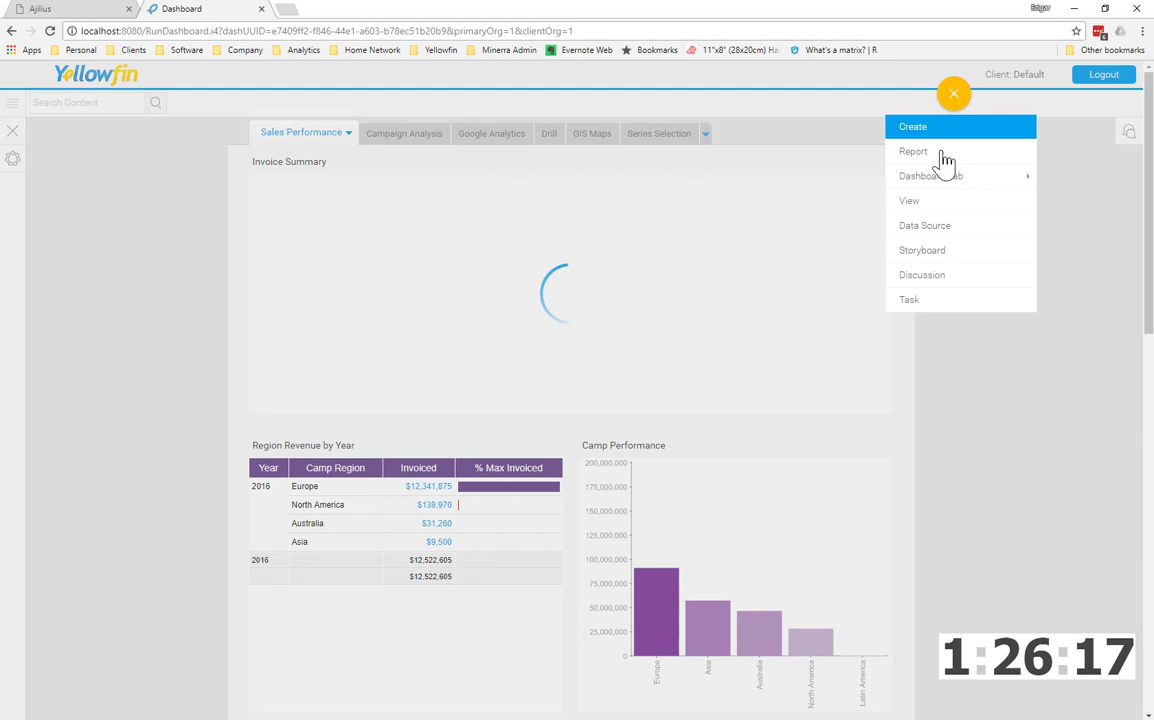 Ajilius
Dashboard
Edgar
localhost:8080/RunDashboard.i4?dashUUID=e7409ff2-f846-44e1-a603-b78ec51b20b9&primaryOrg=1&clientOrg=1
Apps Personal Clients Software Company Analytics Home Network Yellowfin Minerra Admin Evernote Web Bookmarks 11"x8" (28x20cm) Ha What's a matrix? | R Other bookmarks
Yellowfin
Client: Default
Logout
Search Content
Create
Report
Dashboard Tab
View
Data Source
Storyboard
Discussion
Task
Sales Performance Campaign Analysis Google Analytics Drill GIS Maps Series Selection
Invoice Summary
Region Revenue by Year
Year Camp Region Invoiced % Max Invoiced
2016 Europe $12,341,875
North America $139,970
Australia $31,260
Asia $9,500
2016 $12,522,605
$12,522,605
Camp Performance
200,000,000
175,000,000
150,000,000
125,000,000
100,000,000
75,000,000
50,000,000
25,000,000
0
Europe
Asia
Australia
North America
Latin America
1:26:17